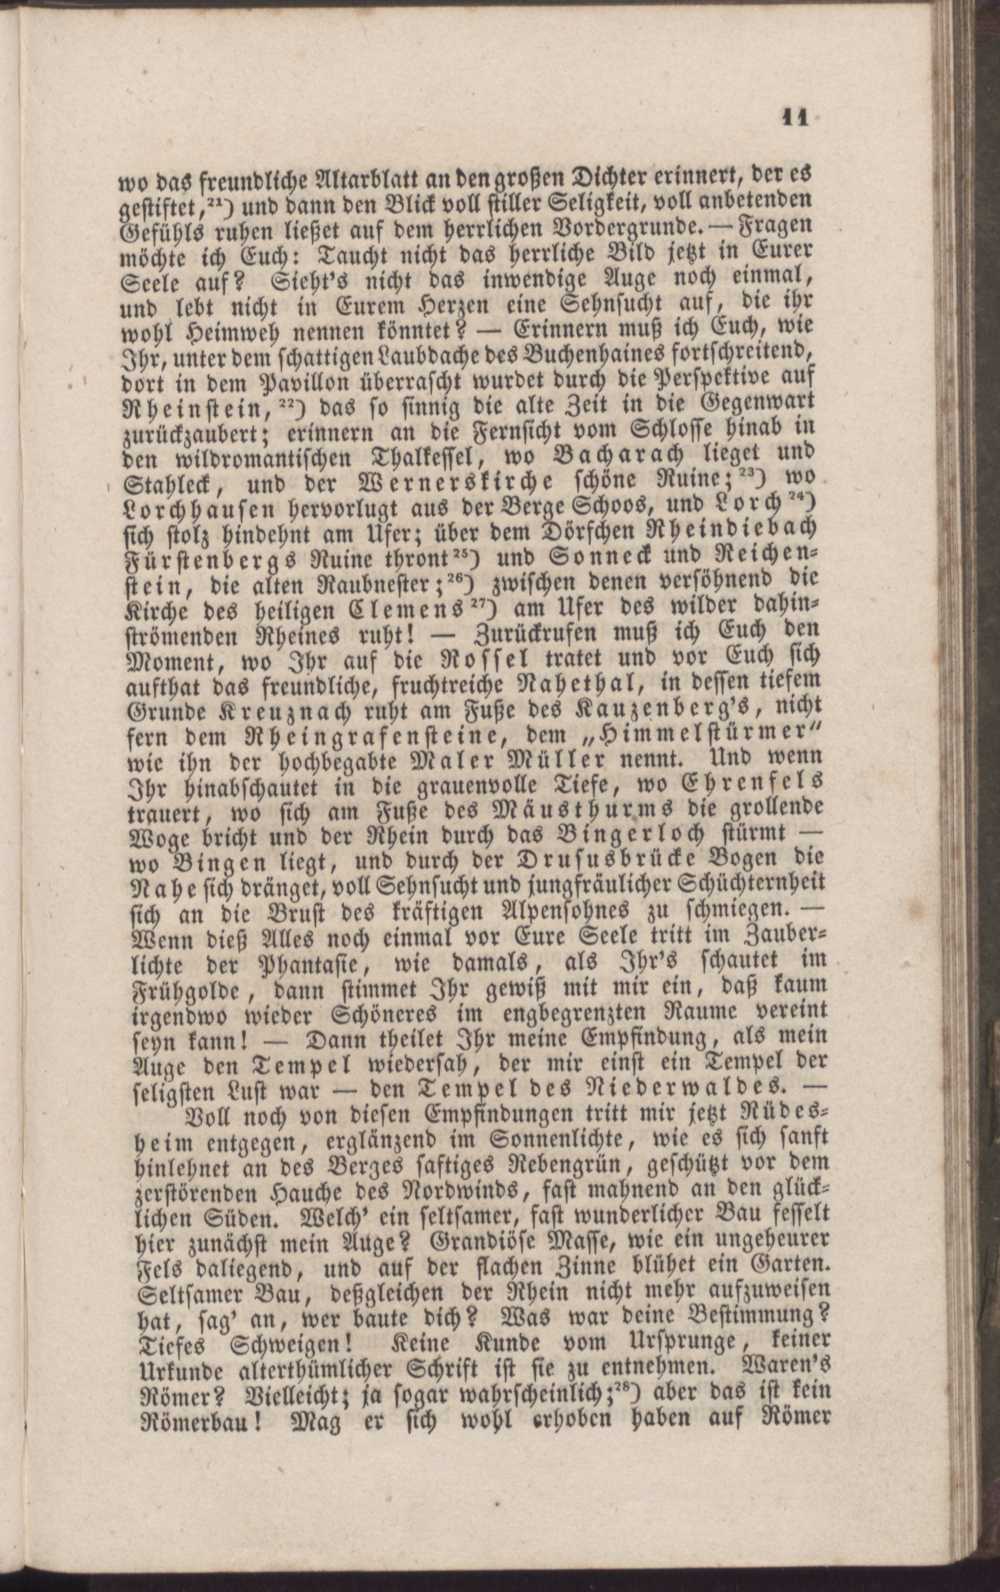 11
wo das freundliche Altarblatt an den großen Dichter erinnert, der es
gestiftet,²¹) und dann den Blick voll stiller Seligkeit, voll anbetenden
Gefühls ruhen ließet auf dem herrlichen Vordergrunde. — Fragen
möchte ich Euch: Taucht nicht das herrliche Bild jetzt in Eurer
Seele auf? Sieht's nicht das inwendige Auge noch einmal,
und lebt nicht in Eurem Herzen eine Sehnsucht auf, die ihr
wohl Heimweh nennen könntet? — Erinnern muß ich Euch, wie
Ihr, unter dem schattigen Laubdache des Buchenhaines fortschreitend,
dort in dem Pavillon überrascht wurdet durch die Perspektive auf
Rheinstein,²²) das so sinnig die alte Zeit in die Gegenwart
zurückzaubert; erinnern an die Fernsicht vom Schlosse hinab in
den wildromantischen Thalkessel, wo Bacharach lieget und
Stahleck, und der Wernerskirche schöne Ruine;²³) wo
Lorchhausen hervorlugt aus der Berge Schoos, und Lorch²⁴)
sich stolz hindehnt am Ufer; über dem Dörfchen Rheindiebach
Fürstenbergs Ruine thront²⁵) und Sonneck und Reichen-
stein, die alten Raubnester;²⁶) zwischen denen versöhnend die
Kirche des heiligen Clemens²⁷) am Ufer des wilder dahin-
strömenden Rheines ruht! — Zurückrufen muß ich Euch den
Moment, wo Ihr auf die Rossel tratet und vor Euch sich
aufthat das freundliche, fruchtreiche Nahethal, in dessen tiefem
Grunde Kreuznach ruht am Fuße des Kauzenberg's, nicht
fern dem Rheingrafensteine, dem „Himmelstürmer“
wie ihn der hochbegabte Maler Müller nennt. Und wenn
Ihr hinabschautet in die grauenvolle Tiefe, wo Ehrenfels
trauert, wo sich am Fuße des Mäusthurms die grollende
Woge bricht und der Rhein durch das Bingerloch stürmt —
wo Bingen liegt, und durch der Drususbrücke Bogen die
Nahe sich dränget, voll Sehnsucht und jungfräulicher Schüchternheit
sich an die Brust des kräftigen Alpensohnes zu schmiegen. —
Wenn dieß Alles noch einmal vor Eure Seele tritt im Zauber-
lichte der Phantasie, wie damals, als Ihr's schautet im
Frühgolde, dann stimmet Ihr gewiß mit mir ein, daß kaum
irgendwo wieder Schöneres im engbegrenzten Raume vereint
seyn kann! — Dann theilet Ihr meine Empfindung, als mein
Auge den Tempel wiedersah, der mir einst ein Tempel der
seligsten Lust war — den Tempel des Niederwaldes. —
Voll noch von diesen Empfindungen tritt mir jetzt Rüdes-
heim entgegen, erglänzend im Sonnenlichte, wie es sich sanft
hinlehnet an des Berges saftiges Rebengrün, geschützt vor dem
zerstörenden Hauche des Nordwinds, fast mahnend an den glück-
lichen Süden. Welch' ein seltsamer, fast wunderlicher Bau fesselt
hier zunächst mein Auge? Grandiöse Masse, wie ein ungeheurer
Fels daliegend, und auf der flachen Zinne blühet ein Garten.
Seltsamer Bau, deßgleichen der Rhein nicht mehr aufzuweisen
hat, sag' an, wer baute dich? Was war deine Bestimmung?
Tiefes Schweigen! Keine Kunde vom Ursprunge, keiner
Urkunde alterthümlicher Schrift ist sie zu entnehmen. Waren's
Römer? Vielleicht; ja sogar wahrscheinlich;²⁸) aber das ist kein
Römerbau! Mag er sich wohl erhoben haben auf Römer